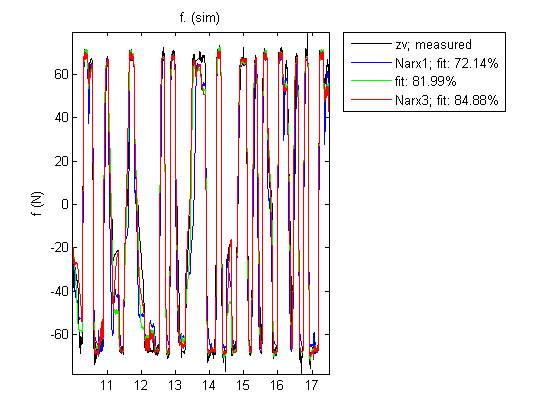 f. (sim)
zv; measured
Narx1; fit: 72.14%
fit: 81.99%
Narx3; fit: 84.88%
f (N)
60
40
20
0
-20
-40
-60
11 12 13 14 15 16 17